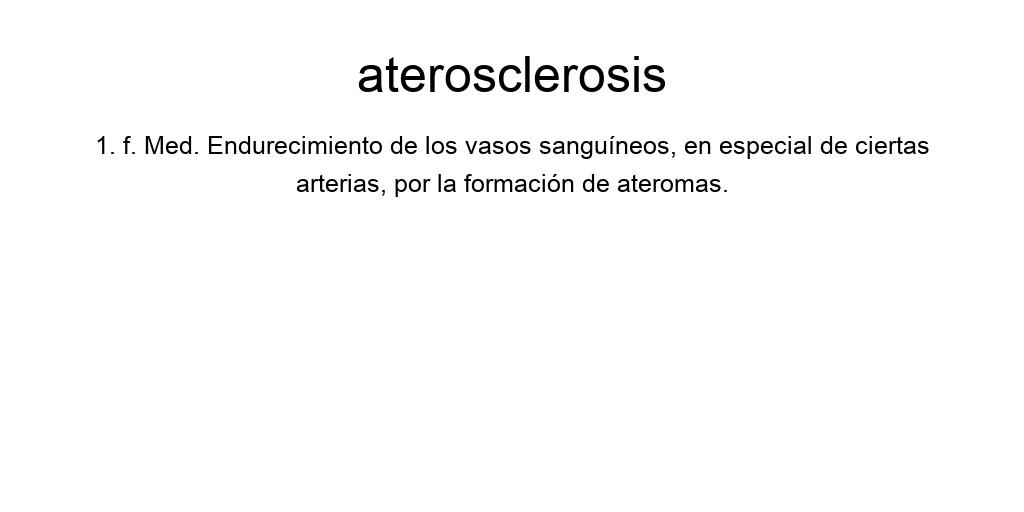 aterosclerosis
1. f. Med. Endurecimiento de los vasos sanguíneos, en especial de ciertas
arterias, por la formación de ateromas.